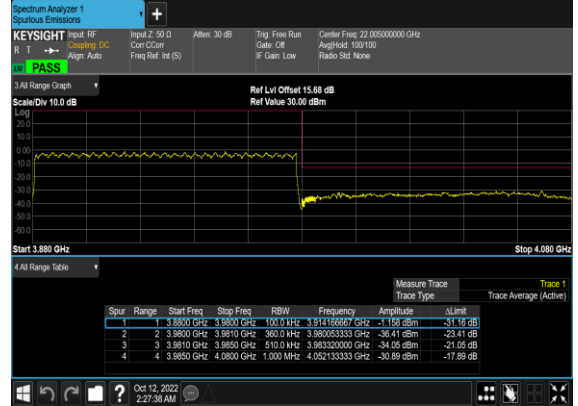 Spectrum Analyzer 1
Spurious Emissions
+
KEYSIGHT Input: RF Input Z: 50 Ω Atten: 30 dB Trig: Free Run Center Freq: 22.005000000 GHz
R T Coupling: DC Corr CCorr Gate: Off Avg|Hold: 100/100
Align: Auto Freq Ref: Int (S) IF Gain: Low Radio Std: None
PASS
3 All Range Graph
Ref Lvl Offset 15.68 dB
Scale/Div 10.0 dB Ref Value 30.00 dBm
Log
20.0
10.0
0.00
-10.0
-20.0
-30.0
-40.0
-50.0
-60.0
Start 3.880 GHz Stop 4.080 GHz
4 All Range Table
Measure Trace Trace 1
Trace Type Trace Average (Active)
Spur Range Start Freq Stop Freq RBW Frequency Amplitude ΔLimit
1 1 3.8800 GHz 3.9800 GHz 100.0 kHz 3.914166667 GHz -1.158 dBm -31.16 dB
2 2 3.9800 GHz 3.9810 GHz 360.0 kHz 3.980053333 GHz -36.41 dBm -23.41 dB
3 3 3.9810 GHz 3.9850 GHz 510.0 kHz 3.983320000 GHz -34.05 dBm -21.05 dB
4 4 3.9850 GHz 4.0800 GHz 1.000 MHz 4.052133333 GHz -30.89 dBm -17.89 dB
? Oct 12, 2022
2:27:38 AM